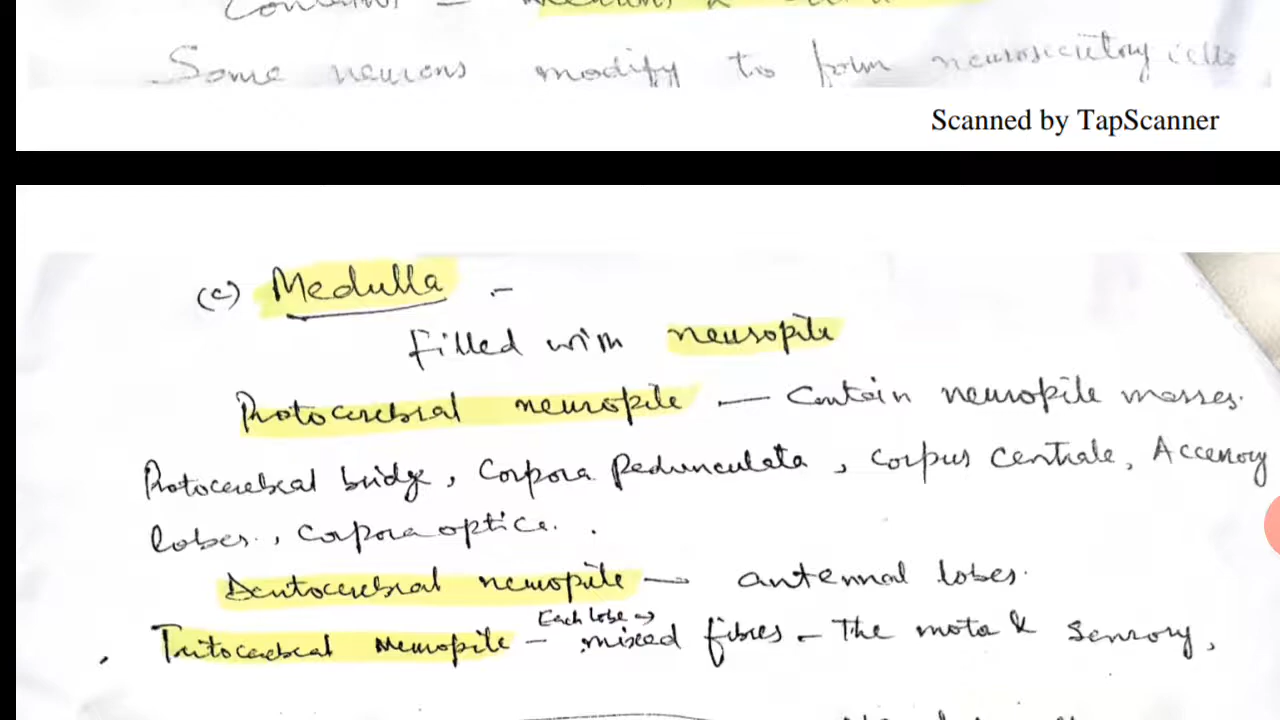 Contains -
Some neurons modify to form neurosecretory cells
Scanned by TapScanner
(c) Medulla -
Filled with neuropile
Protocerebral neuropile — Contain neuropile masses.
Protocerebral bridge, Corpora pedunculata, Corpus centrale, Accessory
lobes., Corpora optica.
Deutocerebral neuropile — antennal lobes.
Each lobe →
Tritocerebral neuropile - mixed fibres - The motor & sensory,